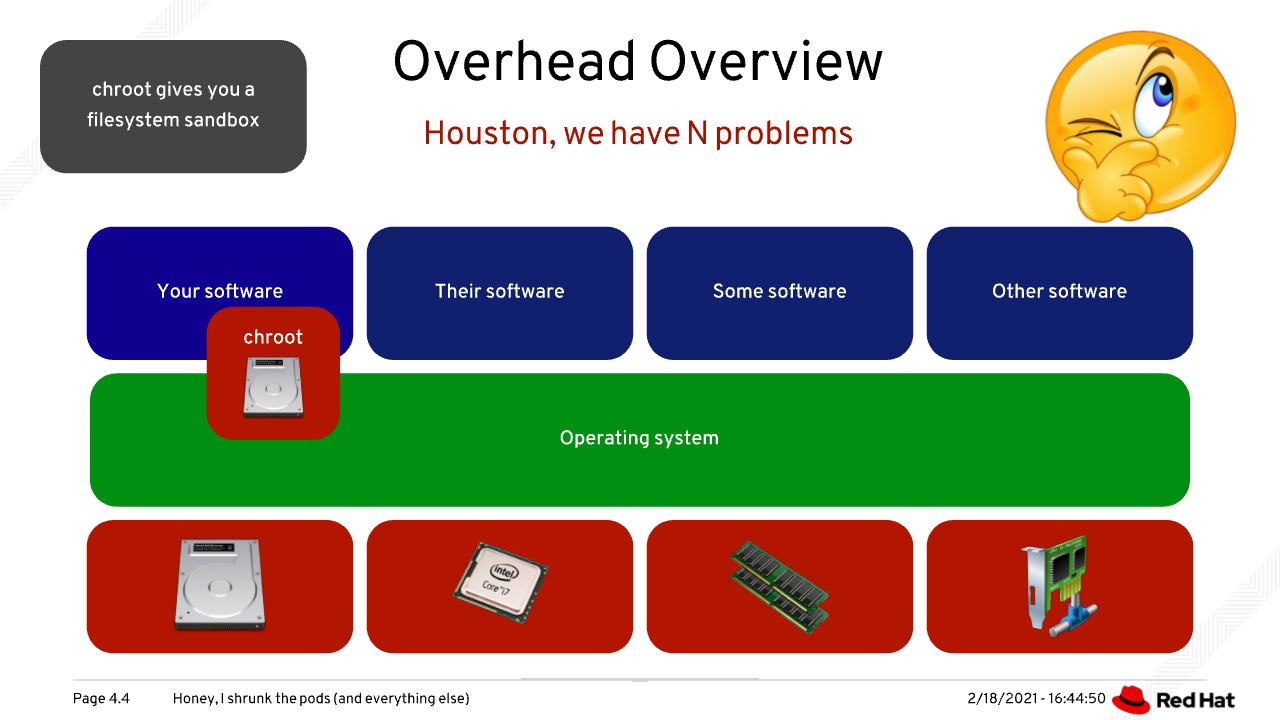 chroot gives you a
filesystem sandbox
Overhead Overview
Houston, we have N problems
Your software
Their software
Some software
Other software
chroot
Operating system
intel
Core i7
Page 4.4
Honey, I shrunk the pods (and everything else)
2/18/2021 - 16:44:50
Red Hat